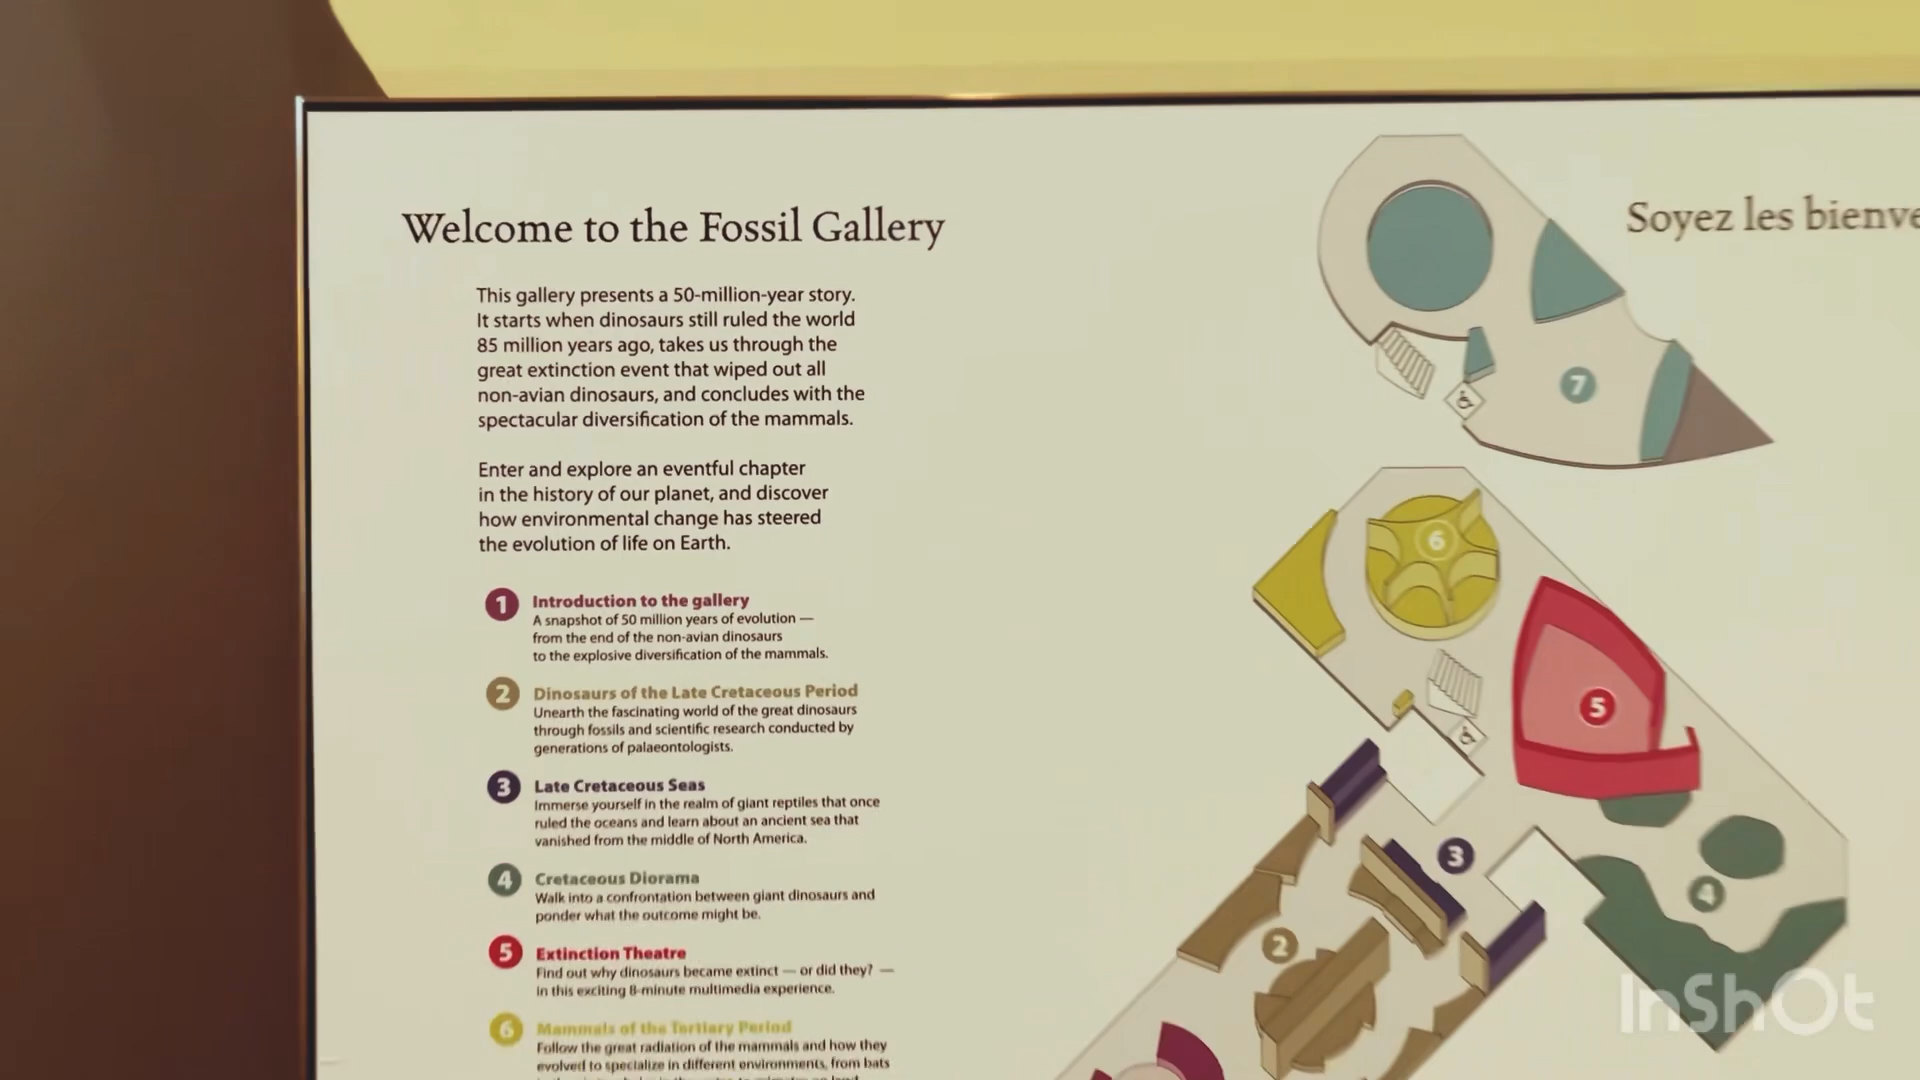 Welcome to the Fossil Gallery
This gallery presents a 50-million-year story.
It starts when dinosaurs still ruled the world
85 million years ago, takes us through the
great extinction event that wiped out all
non-avian dinosaurs, and concludes with the
spectacular diversification of the mammals.
Enter and explore an eventful chapter
in the history of our planet, and discover
how environmental change has steered
the evolution of life on Earth.
1 Introduction to the gallery
A snapshot of 50 million years of evolution —
from the end of the non-avian dinosaurs
to the explosive diversification of the mammals.
2 Dinosaurs of the Late Cretaceous Period
Unearth the fascinating world of the great dinosaurs
through fossils and scientific research conducted by
generations of palaeontologists.
3 Late Cretaceous Seas
Immerse yourself in the realm of giant reptiles that once
ruled the oceans and learn about an ancient sea that
vanished from the middle of North America.
4 Cretaceous Diorama
Walk into a confrontation between giant dinosaurs and
ponder what the outcome might be.
5 Extinction Theatre
Find out why dinosaurs became extinct — or did they? —
in this exciting 8-minute multimedia experience.
6 Mammals of the Tertiary Period
Follow the great radiation of the mammals and how they
evolved to specialize in different environments, from bats
Soyez les bienve
7
6
5
3
4
2
InShOt